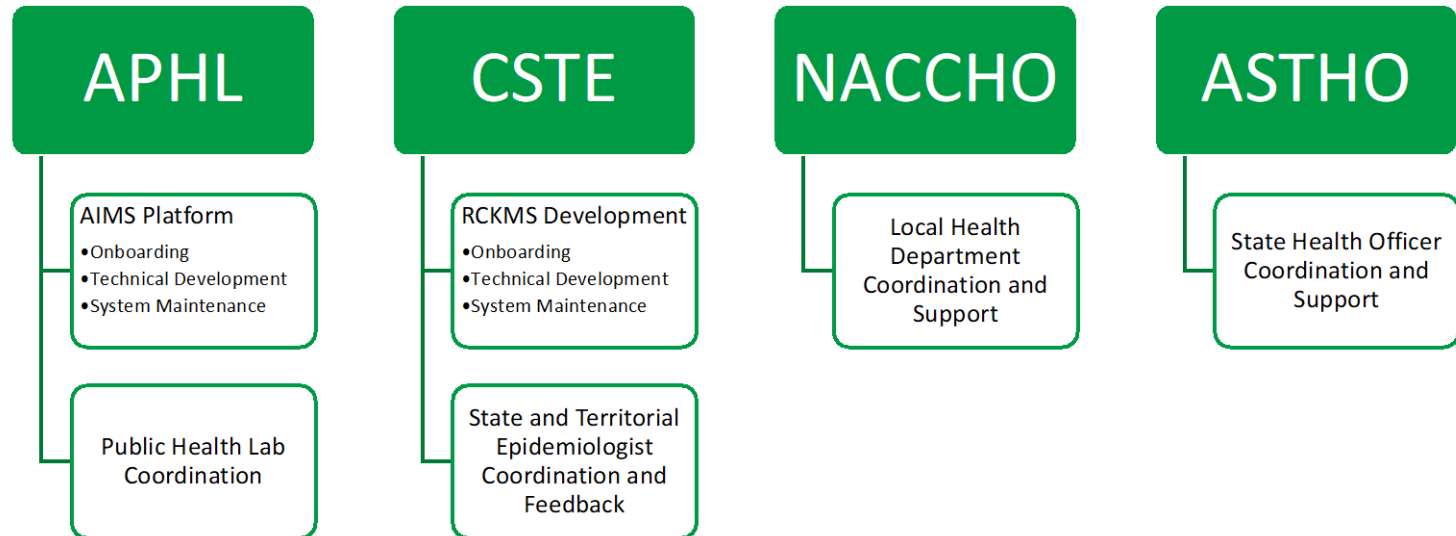 APHL
AIMS Platform
•Onboarding
•Technical Development
•System Maintenance
Public Health Lab
Coordination
CSTE
RCKMS Development
•Onboarding
•Technical Development
•System Maintenance
State and Territorial
Epidemiologist
Coordination and
Feedback
NACCHO
Local Health
Department
Coordination and
Support
ASTHO
State Health Officer
Coordination and
Support